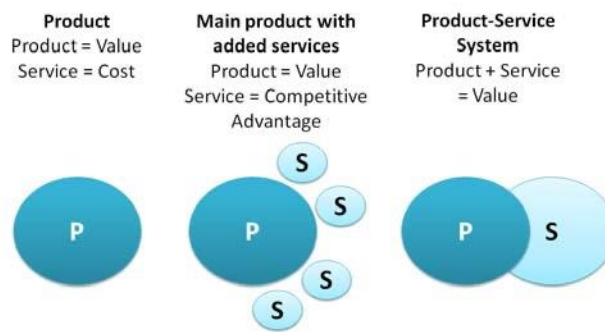 Product
Product = Value
Service = Cost
Main product with
added services
Product = Value
Service = Competitive
Advantage
Product-Service
System
Product + Service
= Value
P
P
S
S
S
S
P
S